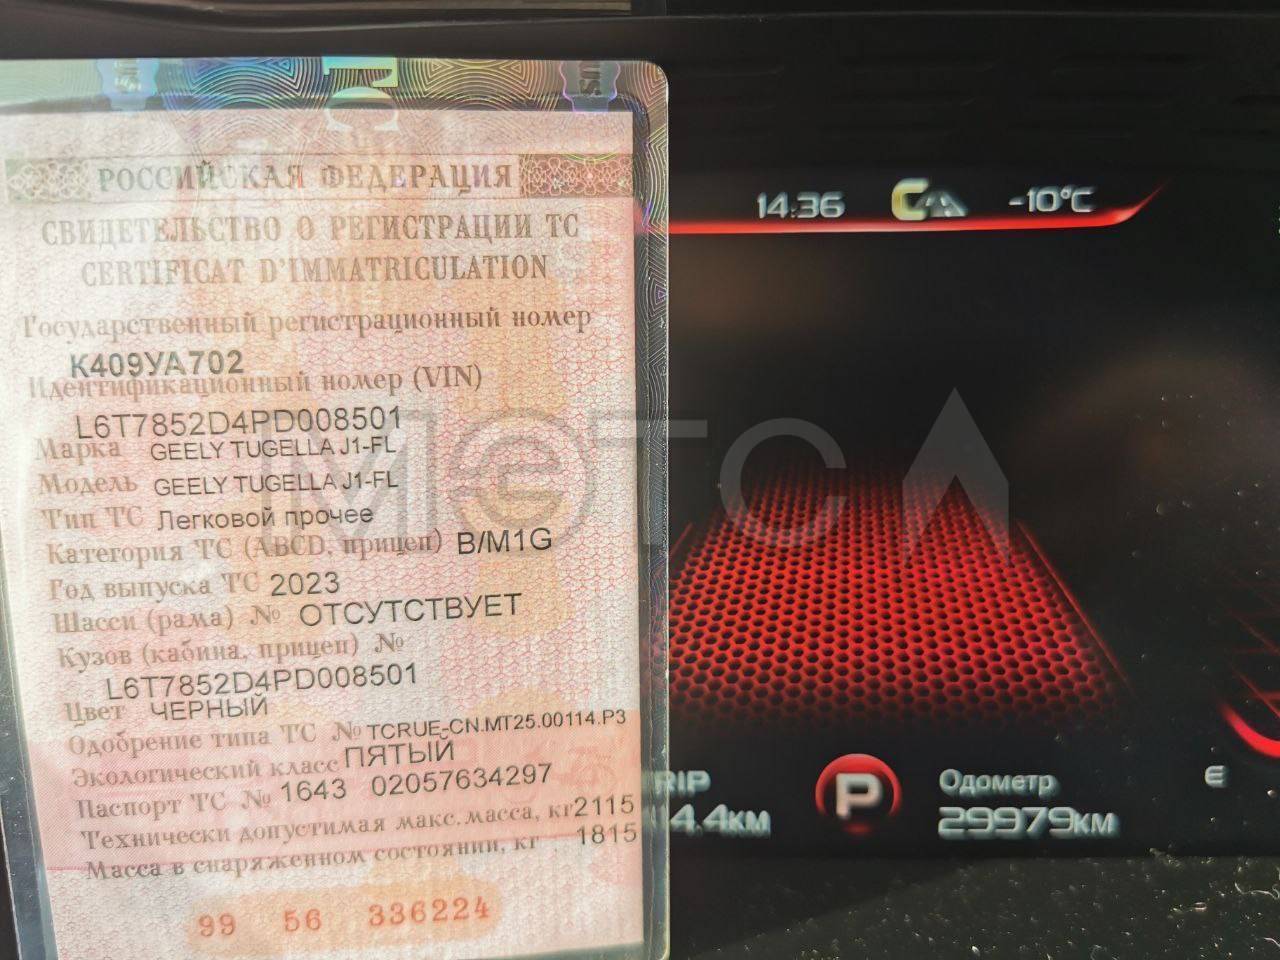 РОССИЙСКАЯ ФЕДЕРАЦИЯ
СВИДЕТЕЛЬСТВО О РЕГИСТРАЦИИ ТС
CERTIFICAT D'IMMATRICULATION
Государственный регистрационный номер
К409УА702
Идентификационный номер (VIN)
L6T7852D4PD008501
Марка GEELY TUGELLA J1-FL
Модель GEELY TUGELLA J1-FL
Тип ТС Легковой прочее
Категория ТС (ABCD, прицеп) B/M1G
Год выпуска ТС 2023
Шасси (рама) № ОТСУТСТВУЕТ
Кузов (кабина, прицеп) №
L6T7852D4PD008501
Цвет ЧЕРНЫЙ
Одобрение типа ТС № TCRUE-CN.MT25.00114.P3
Экологический класс ПЯТЫЙ
Паспорт ТС № 1643 02057634297
Технически допустимая макс.масса, кг 2115
Масса в снаряженном состоянии, кг 1815
99 56 336224
14:36 -10°C
RIP
4.4км
P
Одометр
29979км
E
МЕТСА